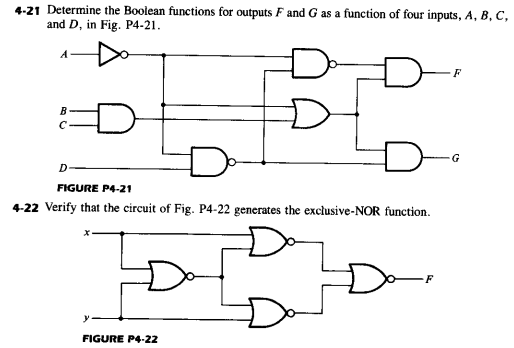 4-21 Determine the Boolean functions for outputs F and G as a function of four inputs, A, B, C,
and D, in Fig. P4-21.
A
F
B
C
D
G
FIGURE P4-21
4-22 Verify that the circuit of Fig. P4-22 generates the exclusive-NOR function.
x
F
y
FIGURE P4-22